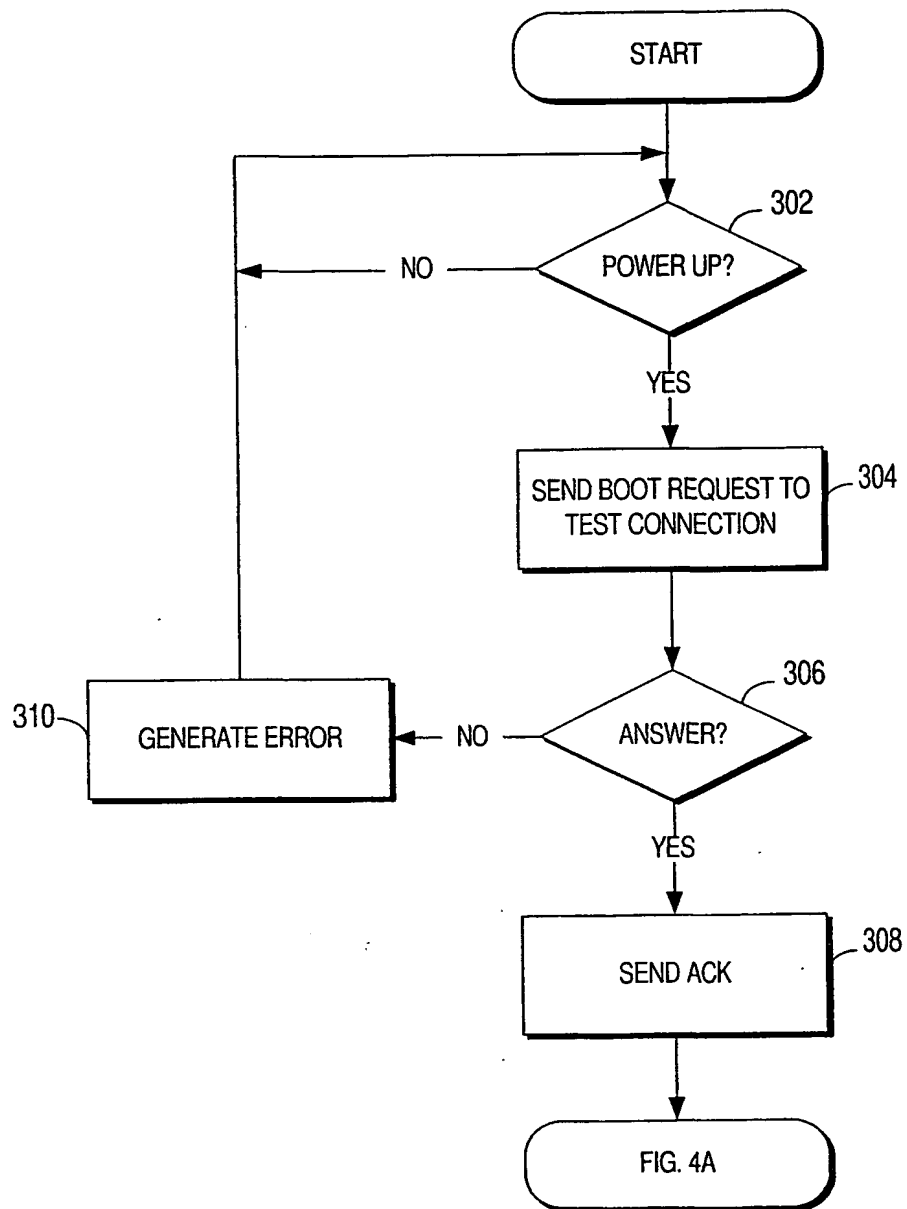 START
302
POWER UP?
NO
YES
SEND BOOT REQUEST TO
TEST CONNECTION
304
306
ANSWER?
NO
310
GENERATE ERROR
YES
308
SEND ACK
FIG. 4A